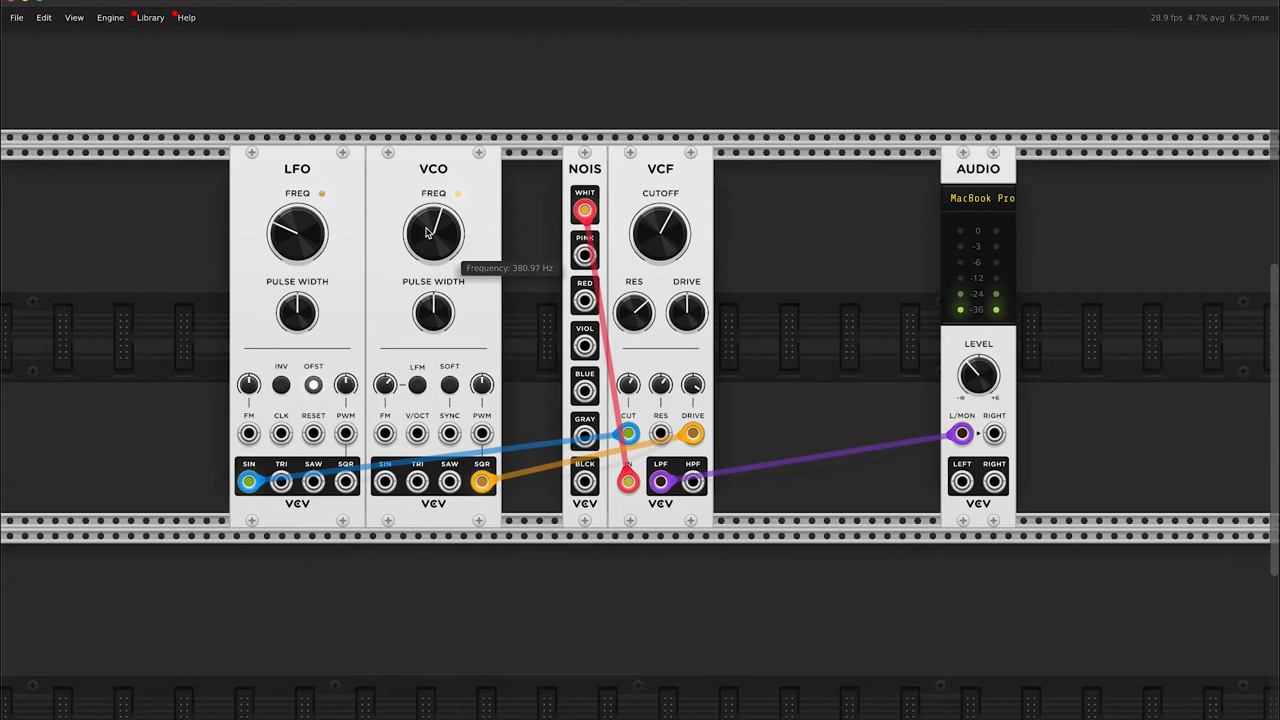 File Edit View Engine Library Help
28.9 fps 4.7% avg 6.7% max
LFO
FREQ
PULSE WIDTH
INV OFST
FM CLK RESET PWM
SIN TRI SAW SQR
VCV
VCO
FREQ
Frequency: 380.97 Hz
PULSE WIDTH
LFM SOFT
FM V/OCT SYNC PWM
SIN TRI SAW SQR
VCV
NOIS
WHIT
PINK
RED
VIOL
BLUE
GRAY
BLCK
VCV
VCF
CUTOFF
RES DRIVE
CUT RES DRIVE
IN LPF HPF
VCV
AUDIO
MacBook Pro
0
-3
-6
-12
-24
-36
LEVEL
-∞ +6
L/MON RIGHT
LEFT RIGHT
VCV